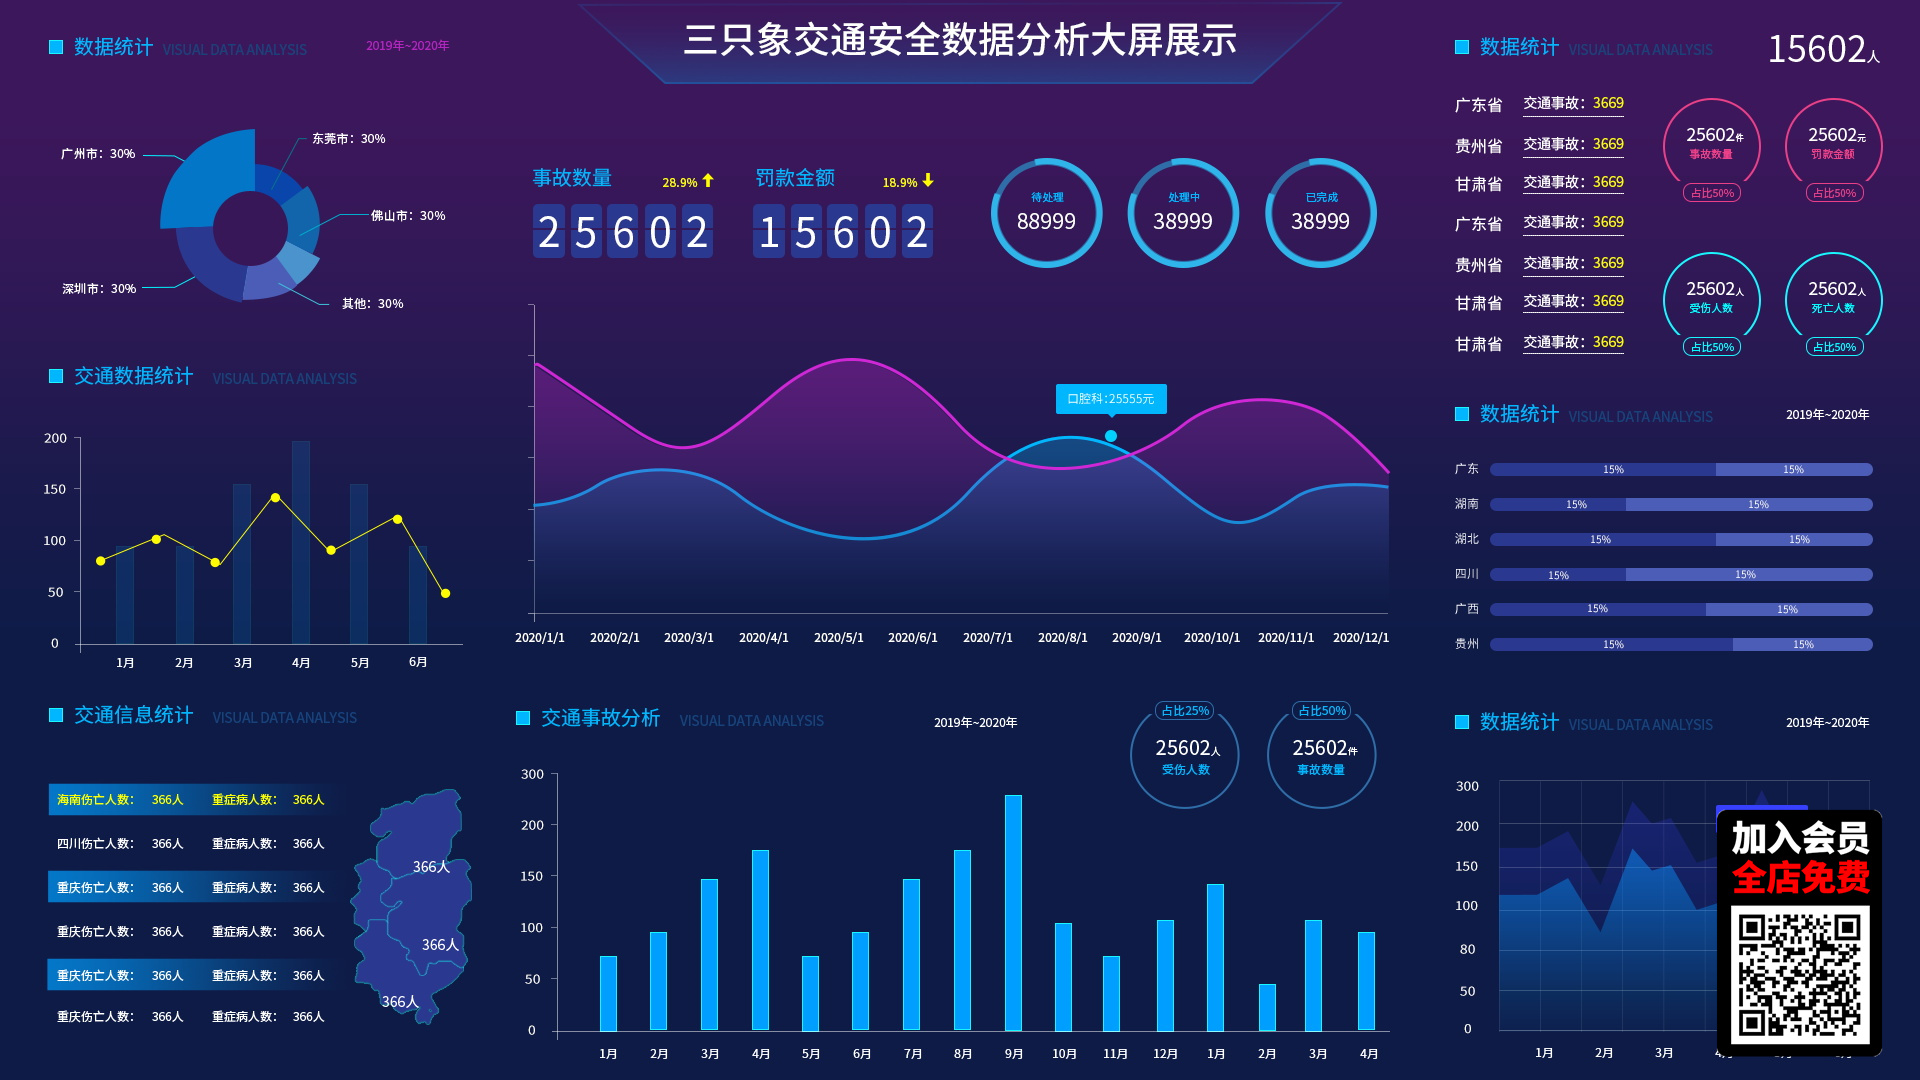 三只象交通安全数据分析大屏展示
数据统计 VISUAL DATA ANALYSIS 2019年~2020年
广州市：30%
东莞市：30%
佛山市：30%
深圳市：30%
其他：30%
交通数据统计 VISUAL DATA ANALYSIS
200
150
100
50
0
1月 2月 3月 4月 5月 6月
交通信息统计 VISUAL DATA ANALYSIS
海南伤亡人数： 366人 重症病人数： 366人
四川伤亡人数： 366人 重症病人数： 366人
重庆伤亡人数： 366人 重症病人数： 366人
重庆伤亡人数： 366人 重症病人数： 366人
重庆伤亡人数： 366人 重症病人数： 366人
重庆伤亡人数： 366人 重症病人数： 366人
366人
366人
366人
事故数量 28.9%
25602
罚款金额 18.9%
15602
待处理
88999
处理中
38999
已完成
38999
口腔科:25555元
2020/1/1 2020/2/1 2020/3/1 2020/4/1 2020/5/1 2020/6/1 2020/7/1 2020/8/1 2020/9/1 2020/10/1 2020/11/1 2020/12/1
交通事故分析 VISUAL DATA ANALYSIS 2019年~2020年
占比25%
25602人
受伤人数
占比50%
25602件
事故数量
300
200
150
100
50
0
1月 2月 3月 4月 5月 6月 7月 8月 9月 10月 11月 12月 1月 2月 3月 4月
数据统计 VISUAL DATA ANALYSIS 15602人
广东省 交通事故：3669
贵州省 交通事故：3669
甘肃省 交通事故：3669
广东省 交通事故：3669
贵州省 交通事故：3669
甘肃省 交通事故：3669
甘肃省 交通事故：3669
25602件
事故数量
占比50%
25602元
罚款金额
占比50%
25602人
受伤人数
占比50%
25602人
死亡人数
占比50%
数据统计 VISUAL DATA ANALYSIS 2019年~2020年
广东 15% 15%
湖南 15% 15%
湖北 15% 15%
四川 15% 15%
广西 15% 15%
贵州 15% 15%
数据统计 VISUAL DATA ANALYSIS 2019年~2020年
300
200
150
100
80
50
0
1月 2月 3月
加入会员
全店免费